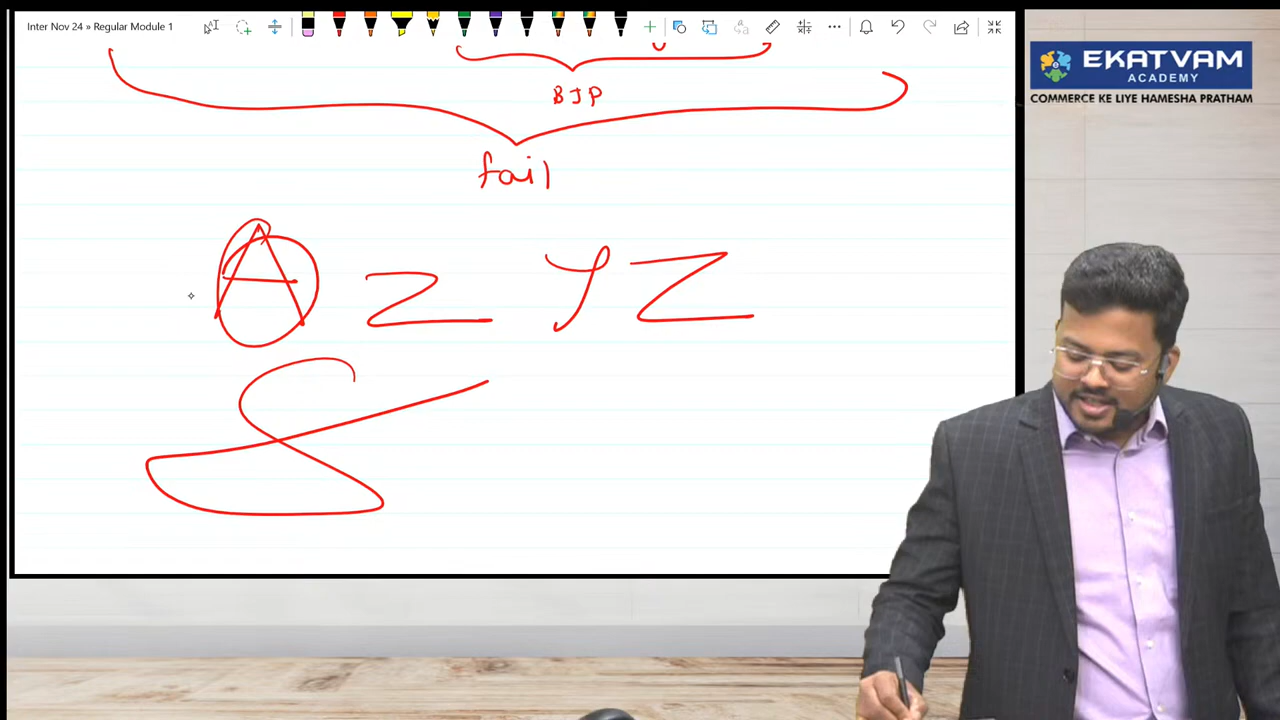 Inter Nov 24 » Regular Module 1
EKATVAM
ACADEMY
COMMERCE KE LIYE HAMESHA PRATHAM
BJP
fail
A Z Y Z
S